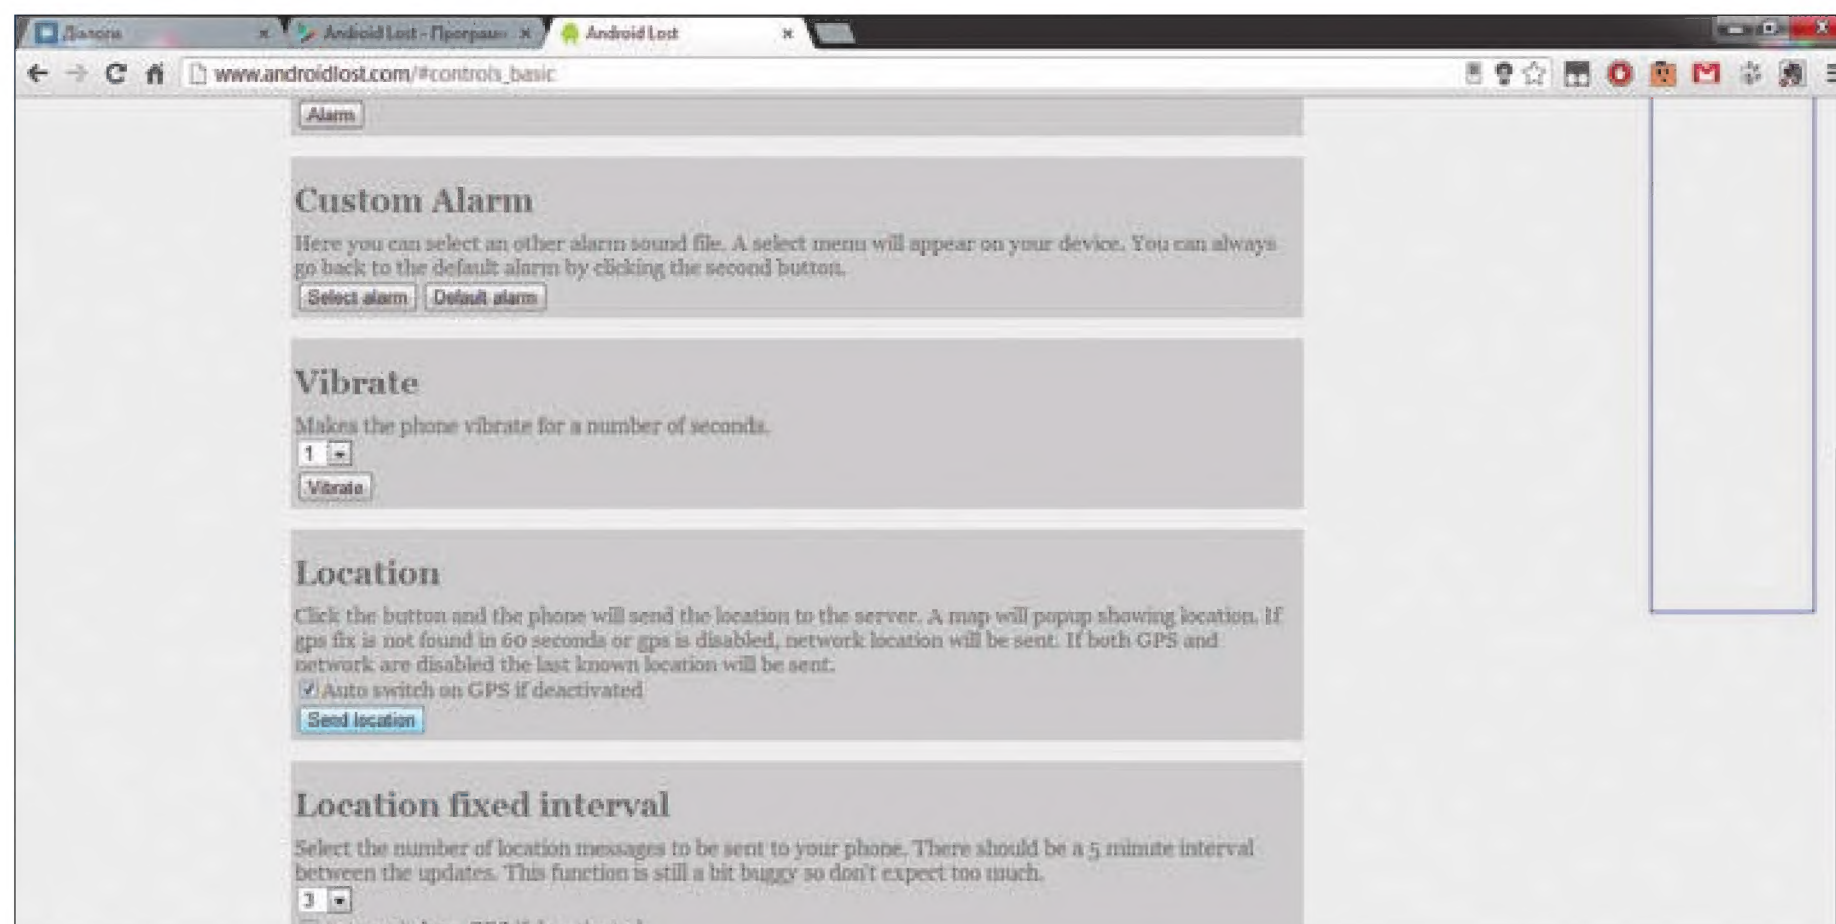 Диалоги
Android Lost - Програм
Android Lost
www.androidlost.com/#controls_basic
Alarm
Custom Alarm
Here you can select an other alarm sound file. A select menu will appear on your device. You can always
go back to the default alarm by clicking the second button.
Select alarm Default alarm
Vibrate
Makes the phone vibrate for a number of seconds.
1
Vibrate
Location
Click the button and the phone will send the location to the server. A map will popup showing location. If
gps fix is not found in 60 seconds or gps is disabled, network location will be sent. If both GPS and
network are disabled the last known location will be sent.
Auto switch on GPS if deactivated
Send location
Location fixed interval
Select the number of location messages to be sent to your phone. There should be a 5 minute interval
between the updates. This function is still a bit buggy so don't expect too much.
3